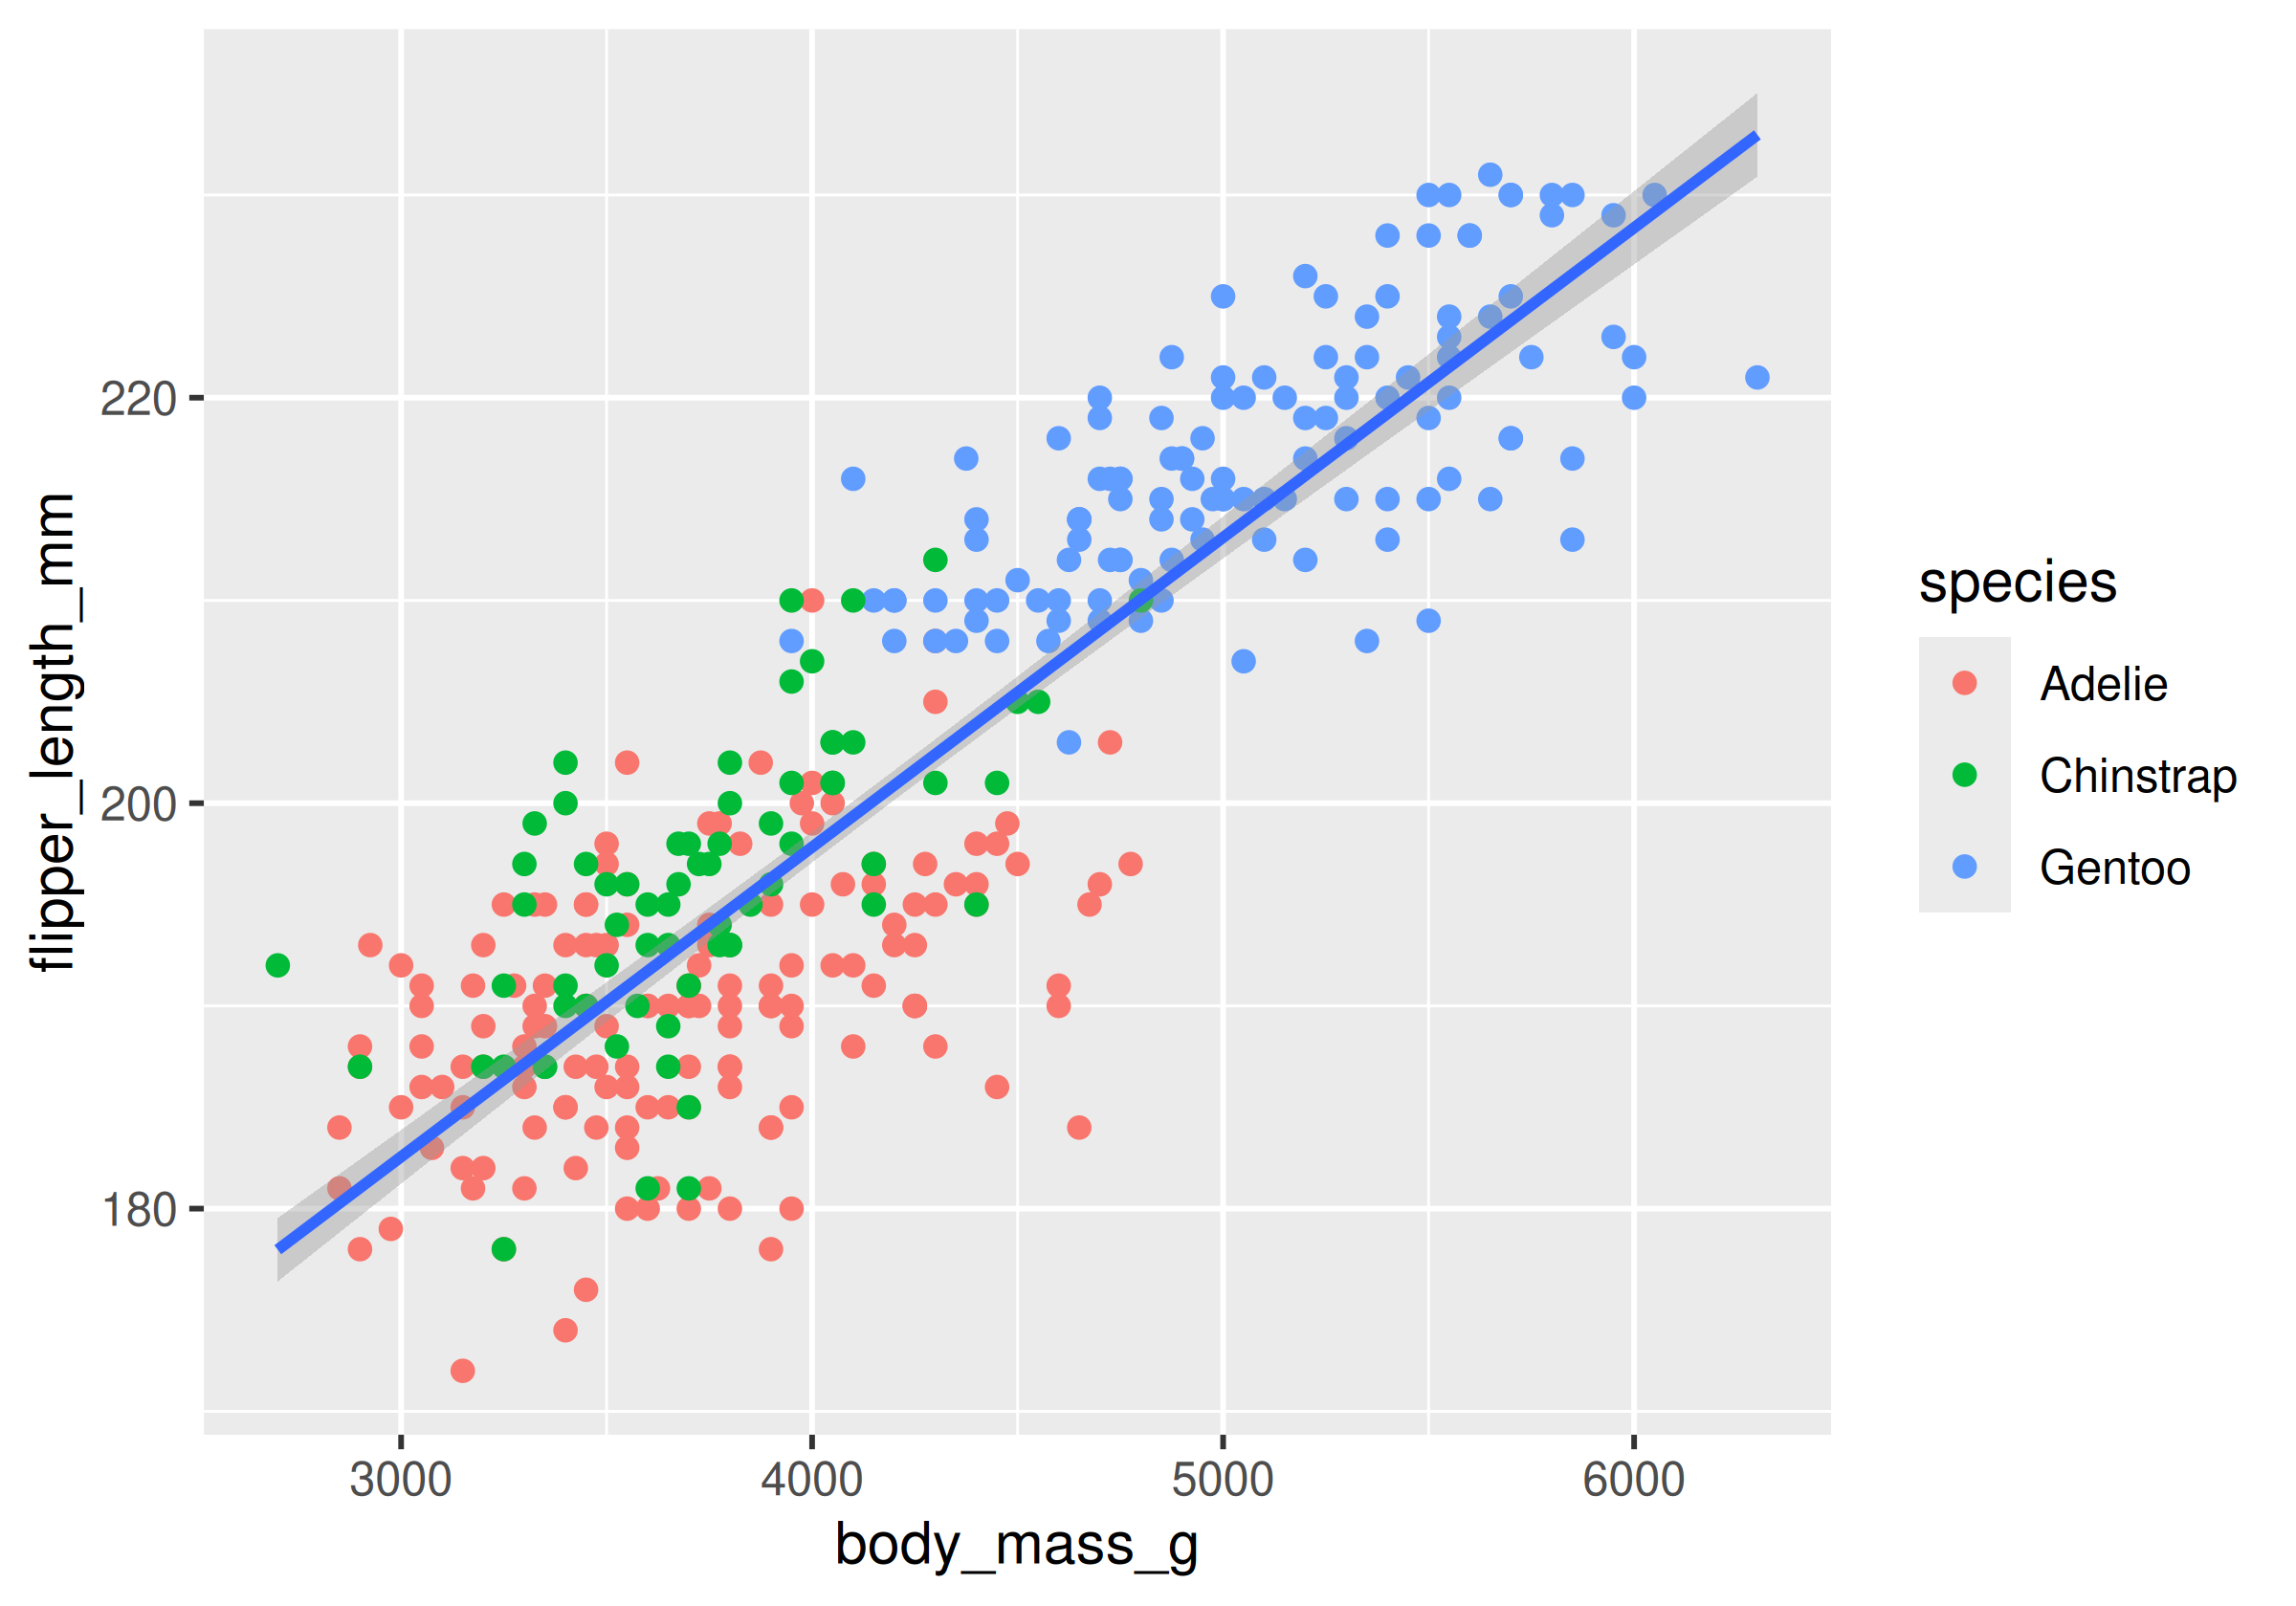 flipper_length_mm
220
200
180
3000 4000 5000 6000
body_mass_g
species
Adelie
Chinstrap
Gentoo